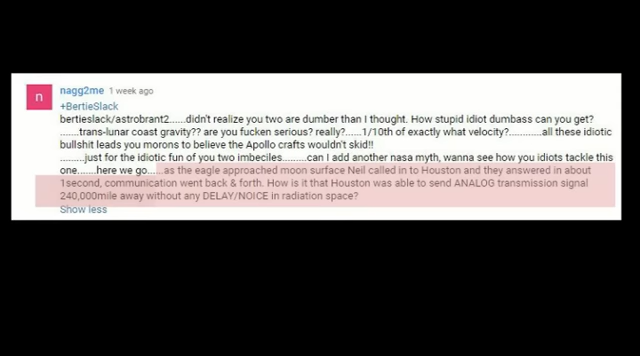 n
nagg2me 1 week ago
+BertieSlack
bertieslack/astrobrant2.....didn't realize you two are dumber than I thought. How stupid idiot dumbass can you get?
......trans-lunar coast gravity?? are you fucken serious? really?.....1/10th of exactly what velocity?...........all these idiotic
bullshit leads you morons to believe the Apollo crafts wouldn't skid!!
.........just for the idiotic fun of you two imbeciles.........can I add another nasa myth, wanna see how you idiots tackle this
one......here we go.....as the eagle approached moon surface Neil called in to Houston and they answered in about
1second, communication went back & forth. How is it that Houston was able to send ANALOG transmission signal
240,000mile away without any DELAY/NOICE in radiation space?
Show less